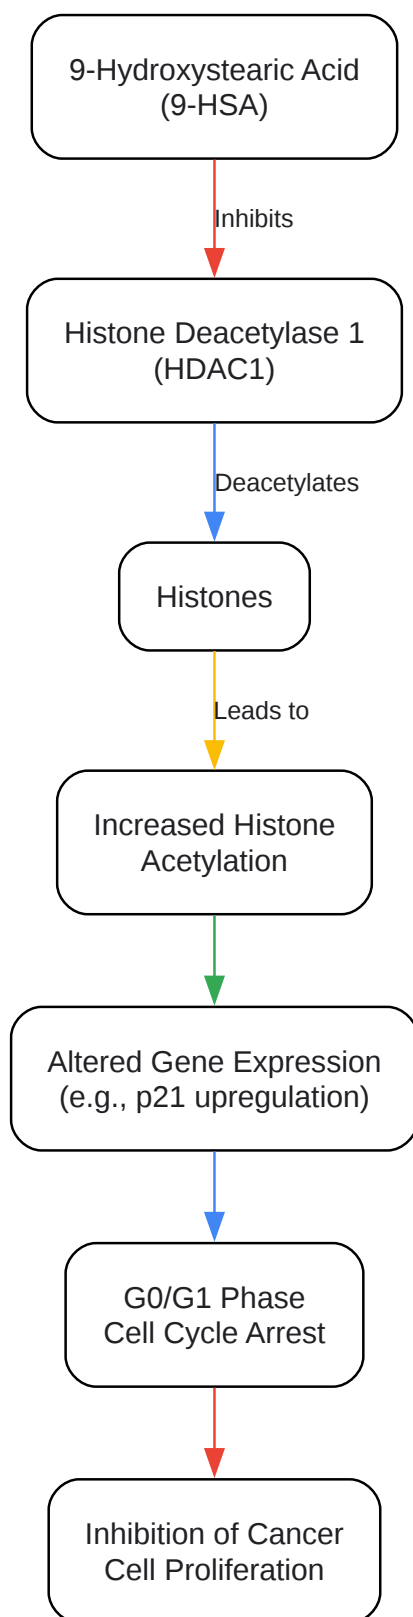 9-Hydroxystearic Acid
(9-HSA)
Inhibits
Histone Deacetylase 1
(HDAC1)
Deacetylates
Histones
Leads to
Increased Histone
Acetylation
Altered Gene Expression
(e.g., p21 upregulation)
G0/G1 Phase
Cell Cycle Arrest
Inhibition of Cancer
Cell Proliferation